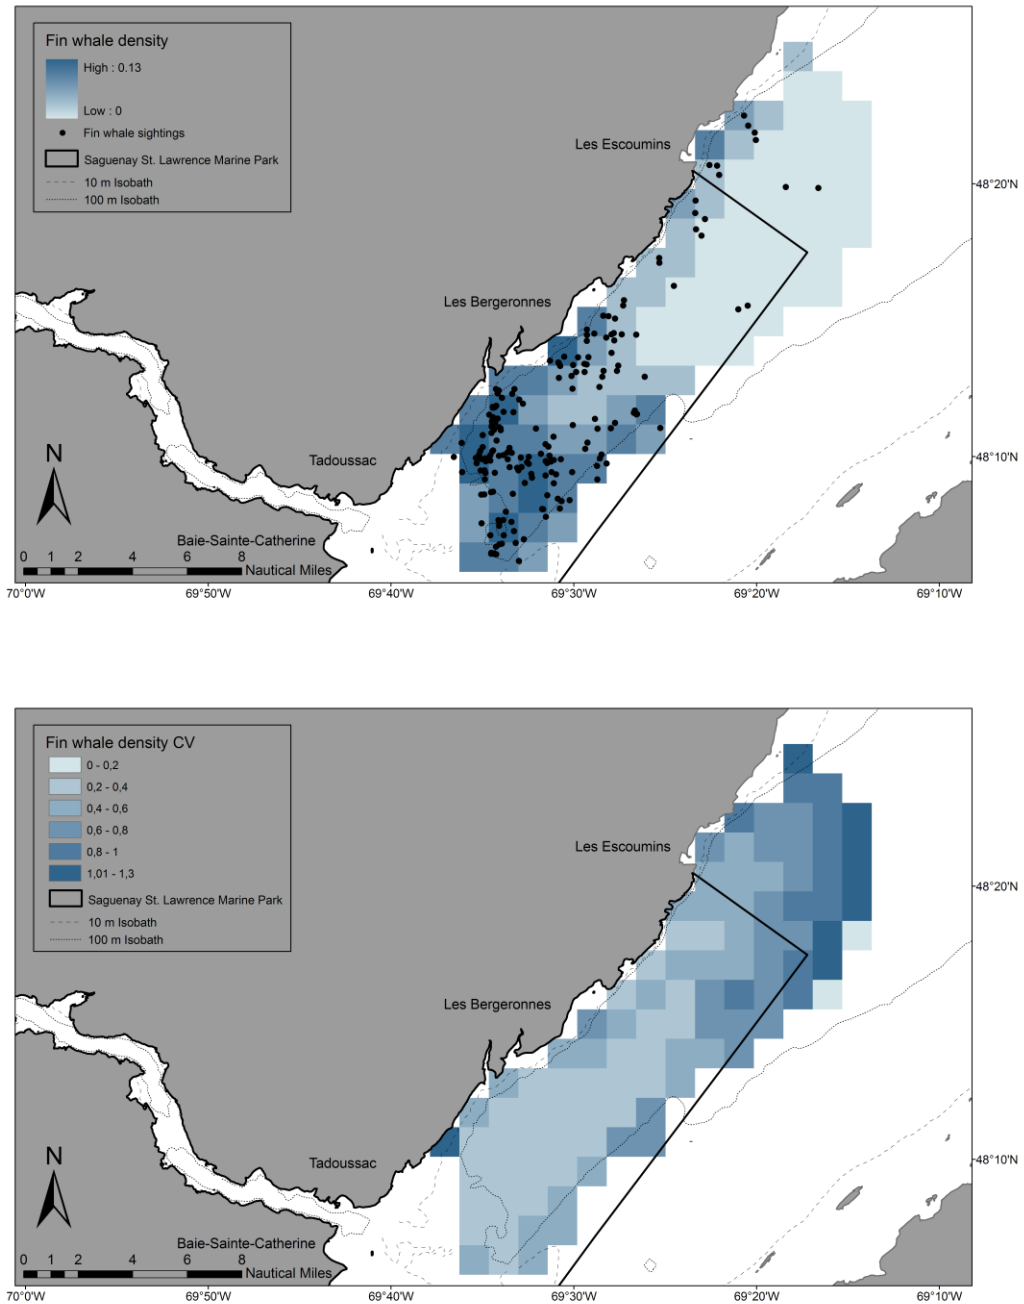 Fin whale density
High : 0.13
Low : 0
Fin whale sightings
Saguenay St. Lawrence Marine Park
10 m Isobath
100 m Isobath
Les Escoumins
48°20'N
Les Bergeronnes
48°10'N
Tadoussac
N
Baie-Sainte-Catherine
0 1 2 4 6 8
Nautical Miles
70°0'W 69°50'W 69°40'W 69°30'W 69°20'W 69°10'W
Fin whale density CV
0 - 0,2
0,2 - 0,4
0,4 - 0,6
0,6 - 0,8
0,8 - 1
1,01 - 1,3
Saguenay St. Lawrence Marine Park
10 m Isobath
100 m Isobath
Les Escoumins
48°20'N
Les Bergeronnes
48°10'N
Tadoussac
N
Baie-Sainte-Catherine
0 1 2 4 6 8
Nautical Miles
70°0'W 69°50'W 69°40'W 69°30'W 69°20'W 69°10'W